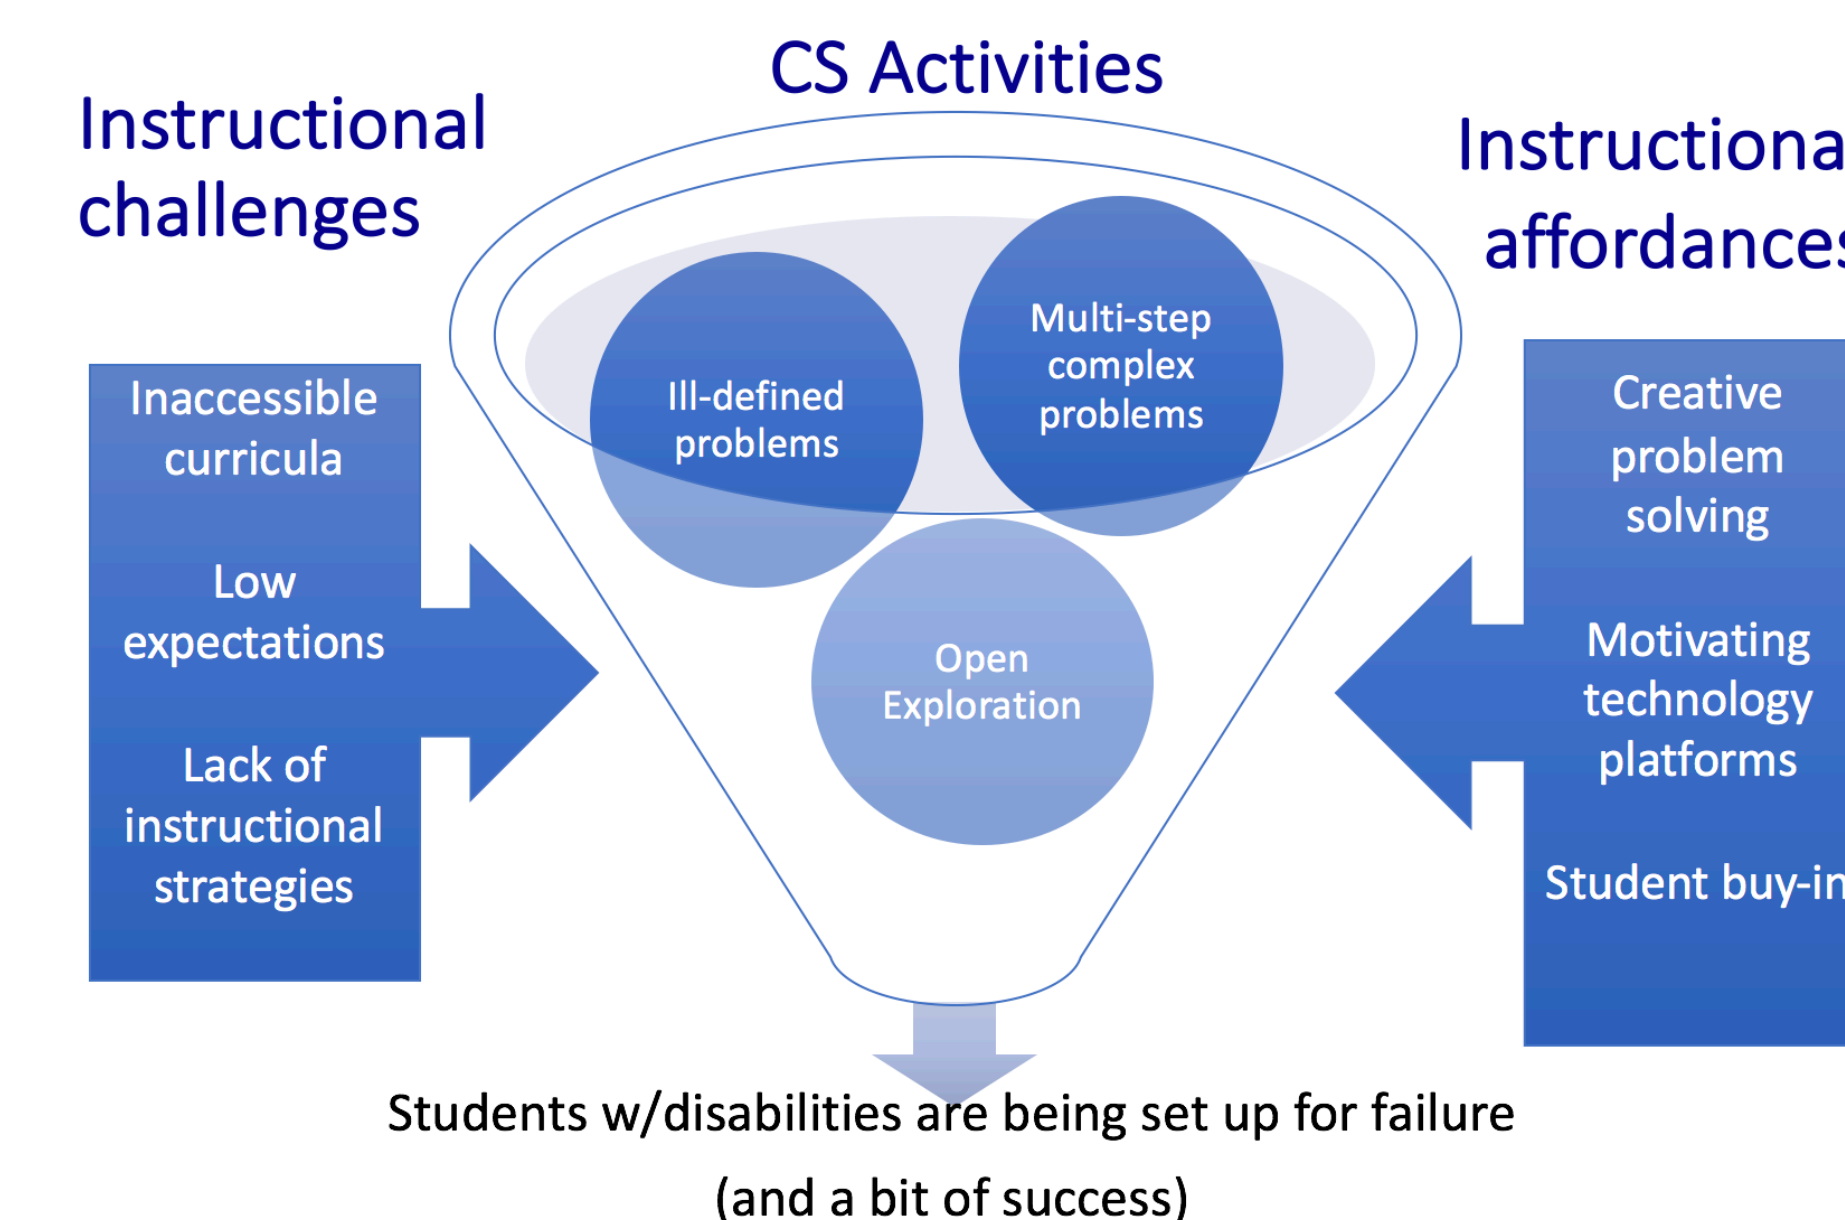 CS Activities
Instructional
challenges
Instructiona
affordances
Inaccessible
curricula
Low
expectations
Lack of
instructional
strategies
Ill-defined
problems
Multi-step
complex
problems
Open
Exploration
Creative
problem
solving
Motivating
technology
platforms
Student buy-in
Students w/disabilities are being set up for failure
(and a bit of success)